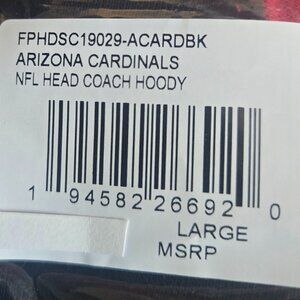 FPHDSC19029-ACARDBK
ARIZONA CARDINALS
NFL HEAD COACH HOODY
1 94582 26692 0
LARGE
MSRP